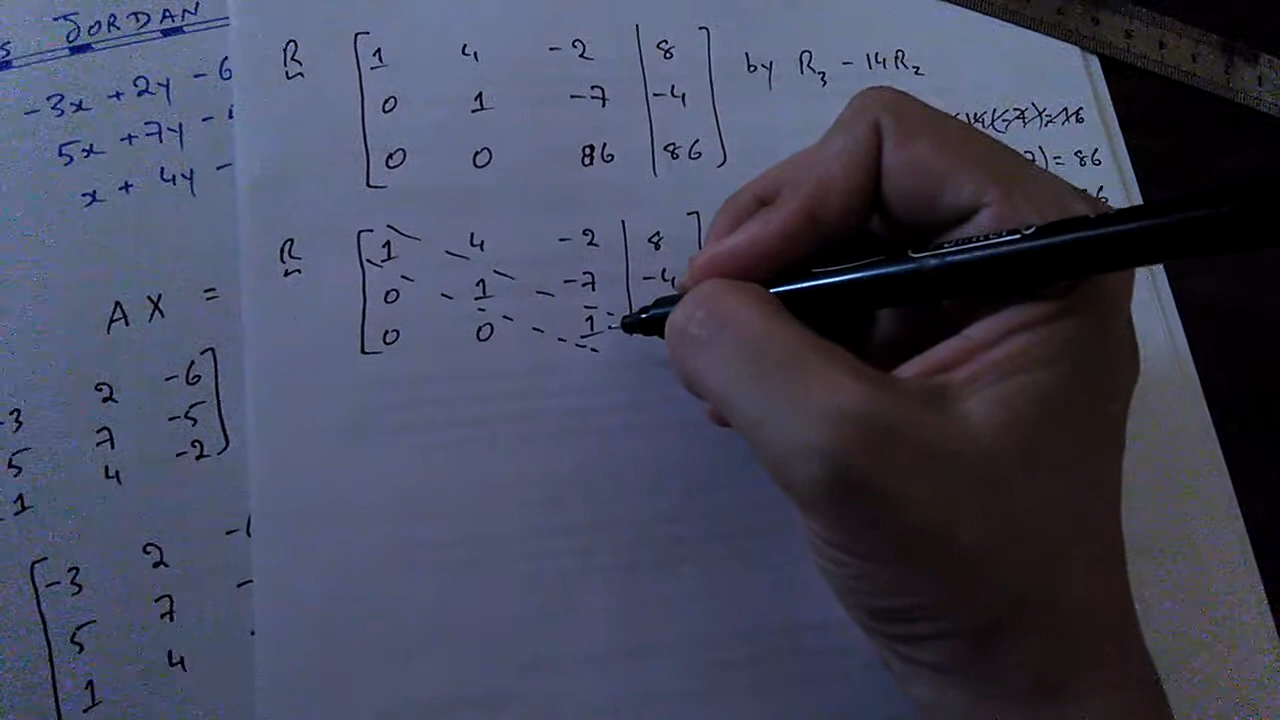 JORDAN
-3x + 2y - 6
5x + 7y -
x + 4y -
AX =
2 -6
-3 7 -5
5 4 -2
1
-3 2
5 7
1 4
R 1 4 -2 8 by R3 - 14R2
0 1 -7 -4
0 0 86 86
) = 86
R 1 4 -2 8
0 1 -7 -4
0 0 1